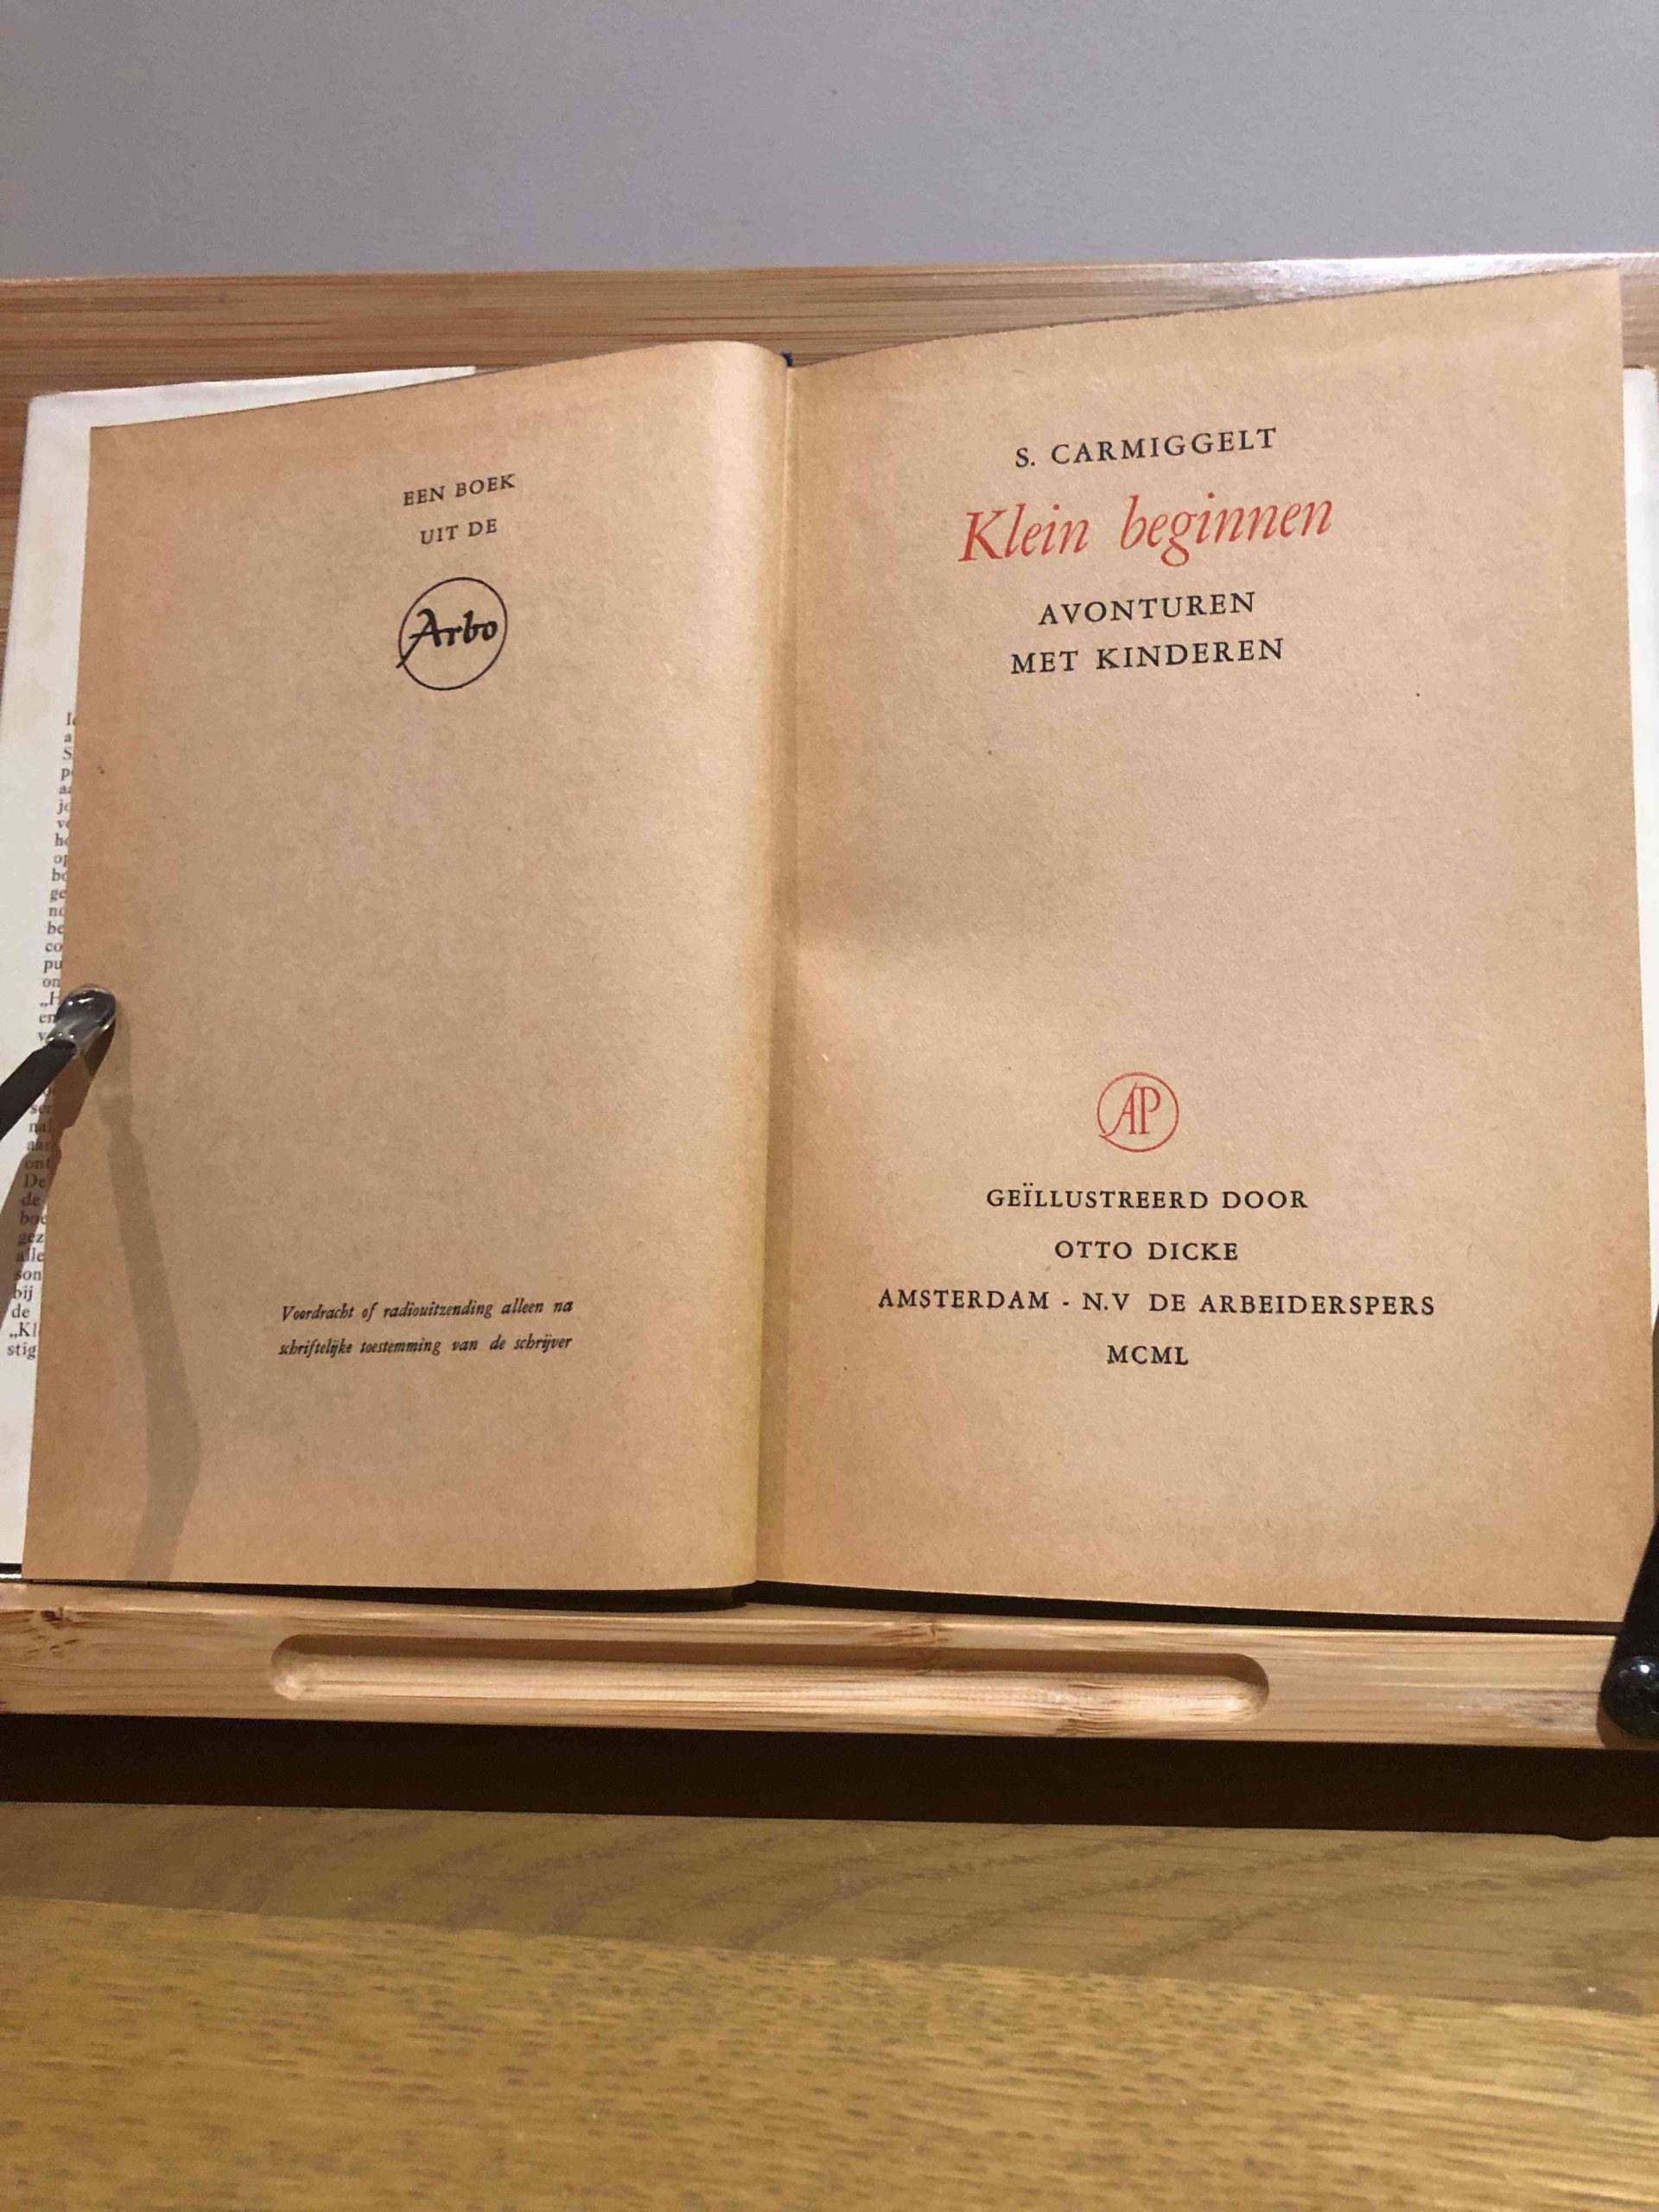 EEN BOEK
UIT DE
Arbo
Voordracht of radiouitzending alleen na
schriftelijke toestemming van de schrijver
S. CARMIGGELT
Klein beginnen
AVONTUREN
MET KINDEREN
AP
GEÏLLUSTREERD DOOR
OTTO DICKE
AMSTERDAM - N.V DE ARBEIDERSPERS
MCML